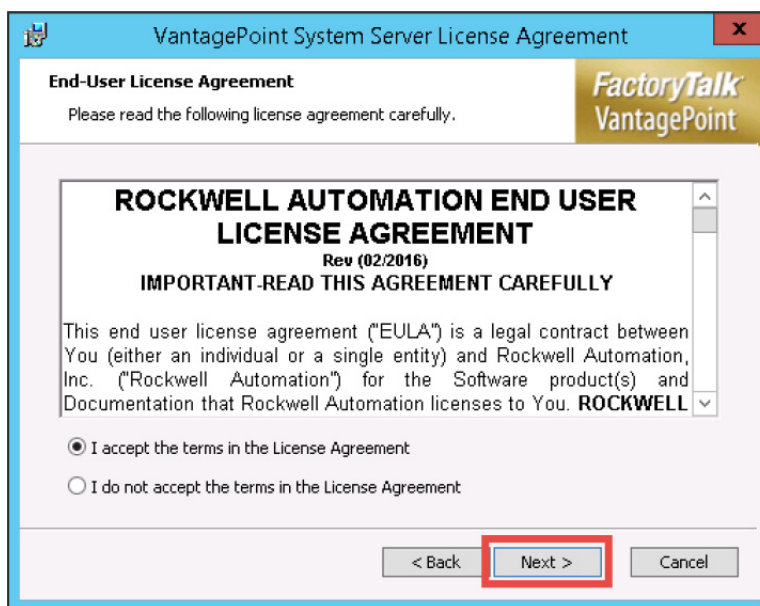 VantagePoint System Server License Agreement
x
End-User License Agreement
Please read the following license agreement carefully.
FactoryTalk
VantagePoint
ROCKWELL AUTOMATION END USER
LICENSE AGREEMENT
Rev (02/2016)
IMPORTANT-READ THIS AGREEMENT CAREFULLY
This end user license agreement ("EULA") is a legal contract between
You (either an individual or a single entity) and Rockwell Automation,
Inc. ("Rockwell Automation") for the Software product(s) and
Documentation that Rockwell Automation licenses to You. ROCKWELL
I accept the terms in the License Agreement
I do not accept the terms in the License Agreement
< Back Next > Cancel